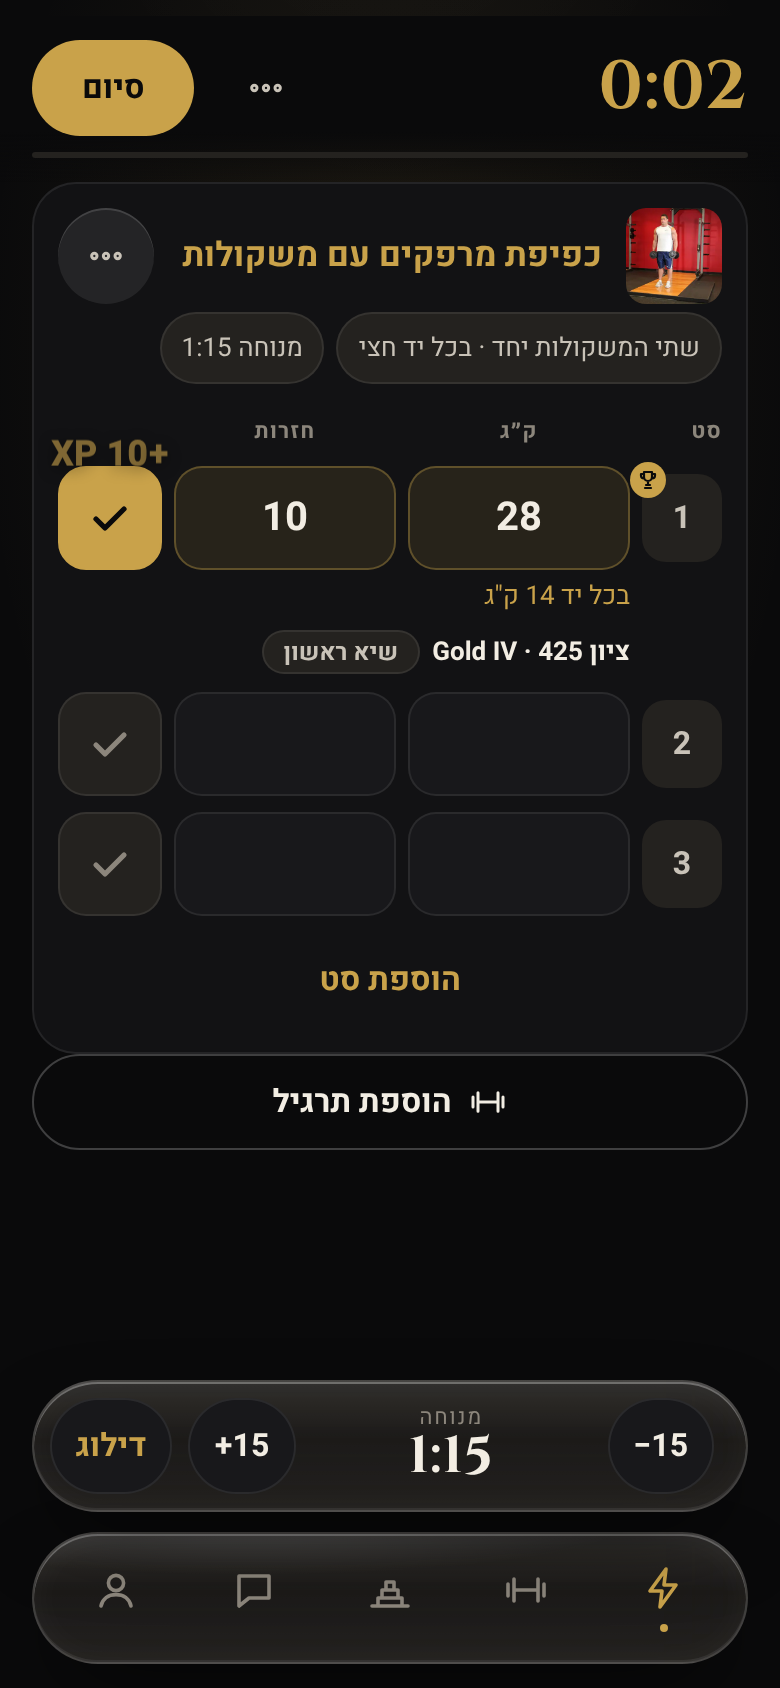 0:02
סיום
כפיפת מרפקים עם משקולות
שתי המשקולות יחד · בכל יד חצי
מנוחה 1:15
סט
ק״ג
חזרות
+10 XP
1
28
10
בכל יד 14 ק"ג
ציון 425 · Gold IV
שיא ראשון
2
3
הוספת סט
הוספת תרגיל
−15
מנוחה
1:15
+15
דילוג